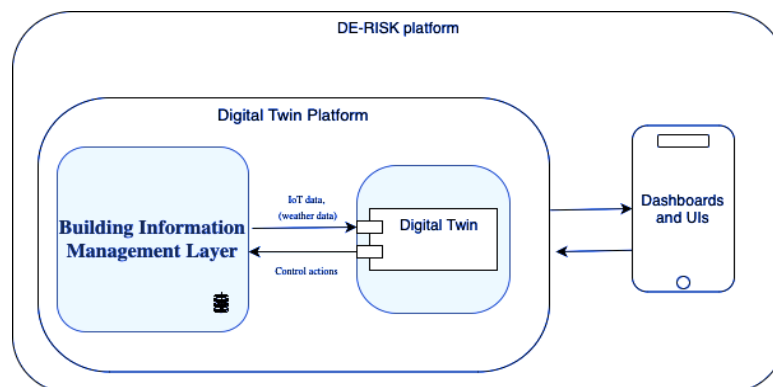 DE-RISK platform
Digital Twin Platform
Building Information
Management Layer
IoT data,
(weather data)
Control actions
Digital Twin
Dashboards
and UIs